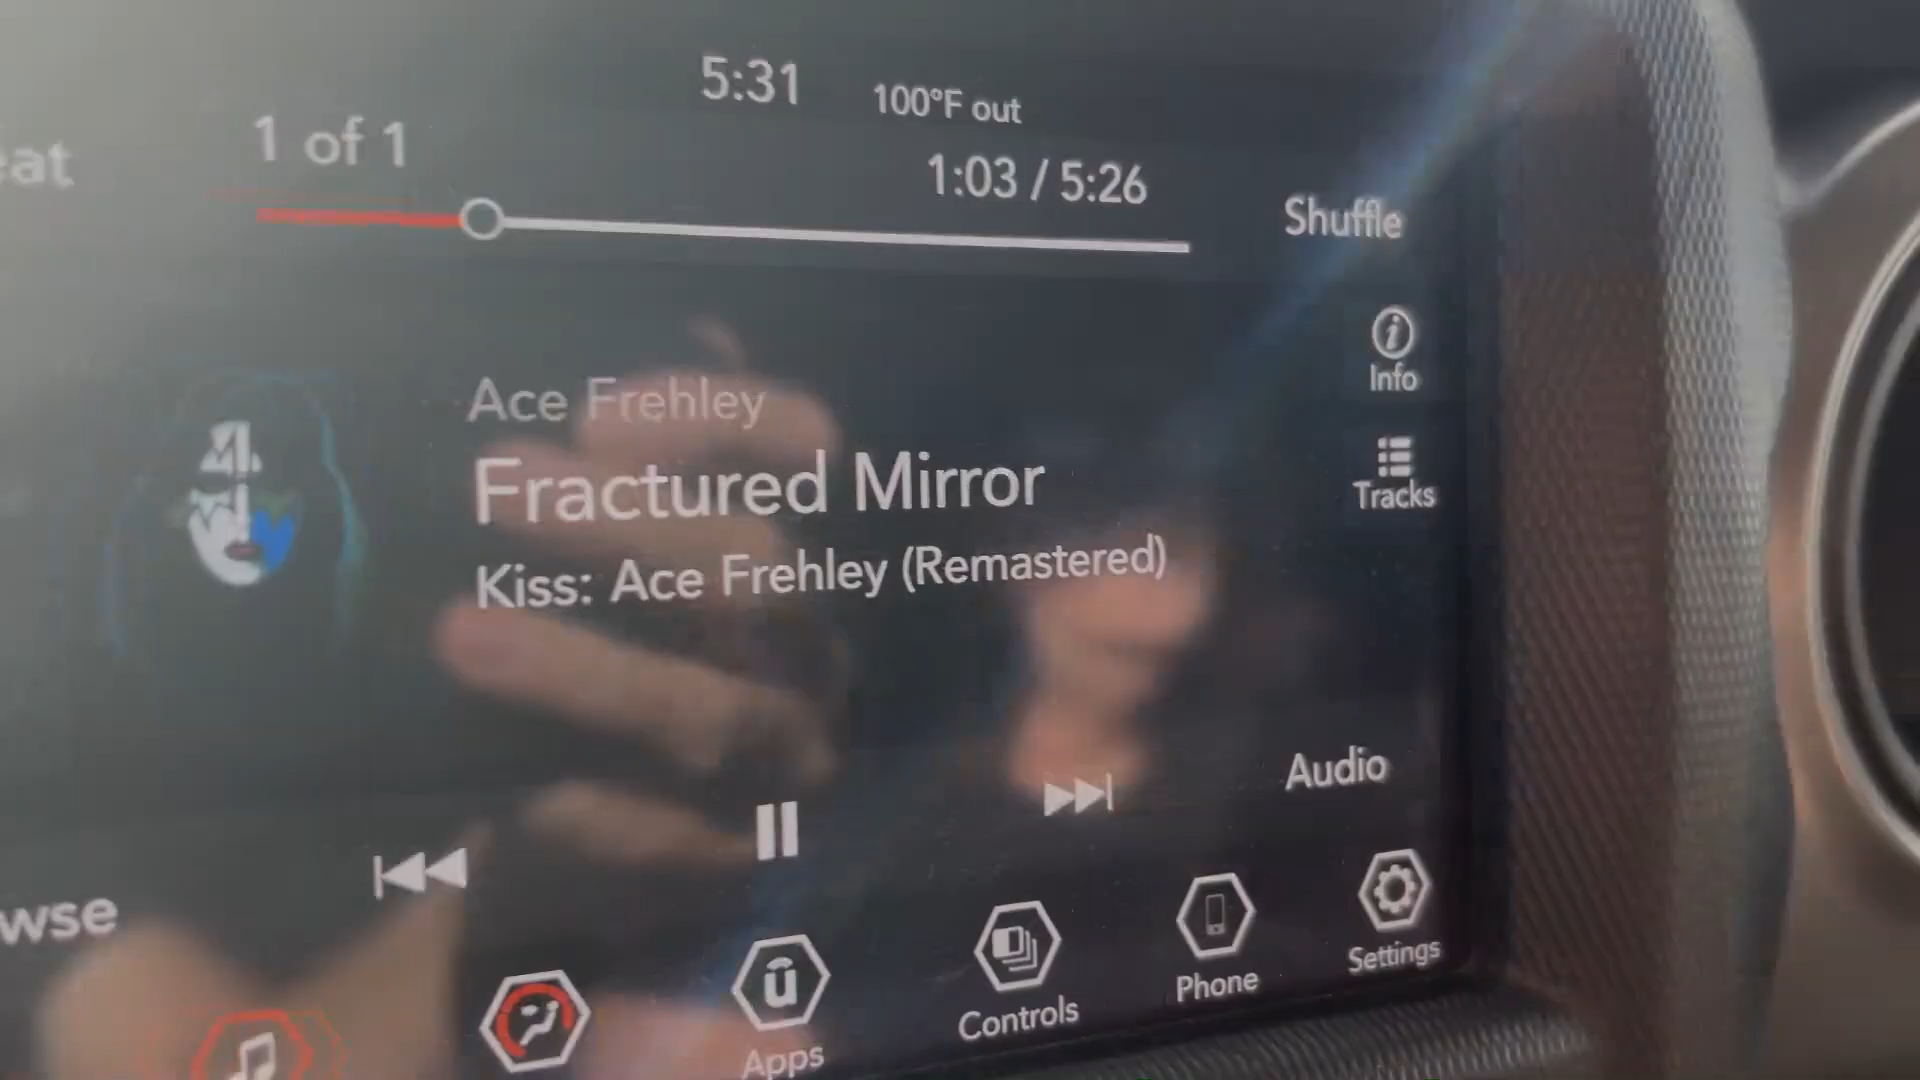 5:31
100°F out
1 of 1
1:03 / 5:26
Shuffle
Info
Ace Frehley
Fractured Mirror
Tracks
Kiss: Ace Frehley (Remastered)
Audio
Settings
Phone
Controls
Apps